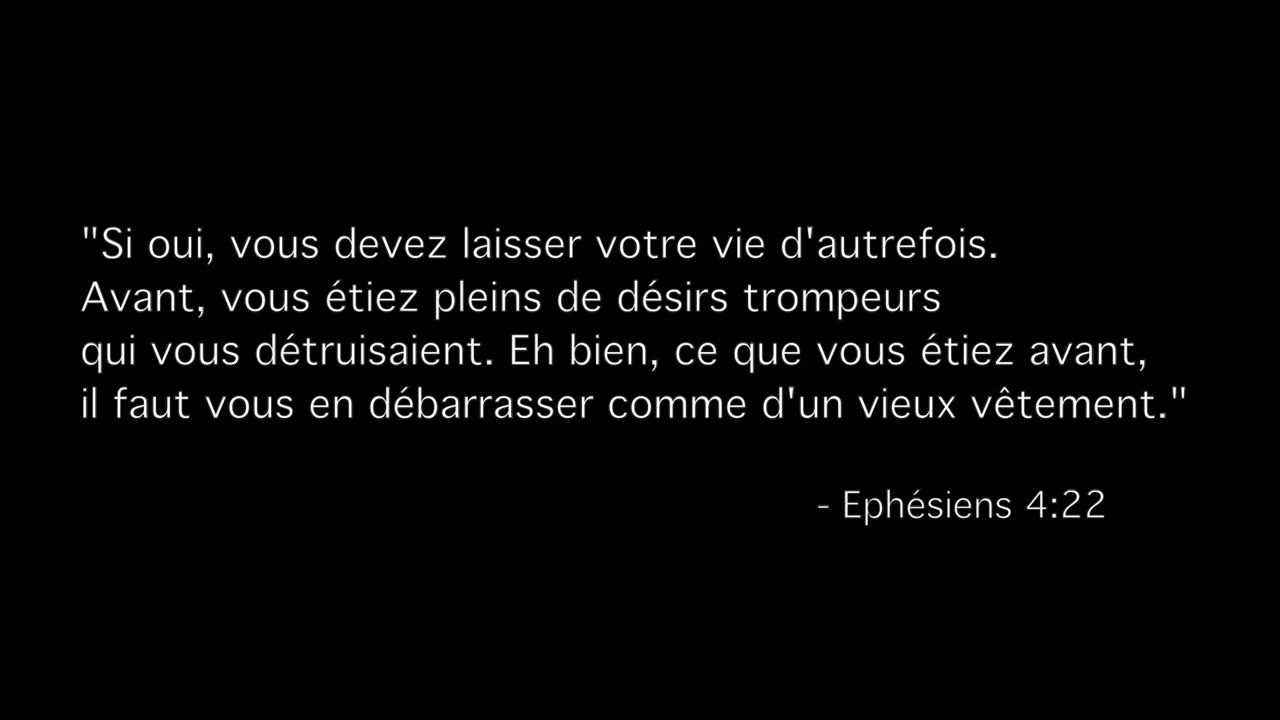 "Si oui, vous devez laisser votre vie d'autrefois.
Avant, vous étiez pleins de désirs trompeurs
qui vous détruisaient. Eh bien, ce que vous étiez avant,
il faut vous en débarrasser comme d'un vieux vêtement."
- Ephésiens 4:22